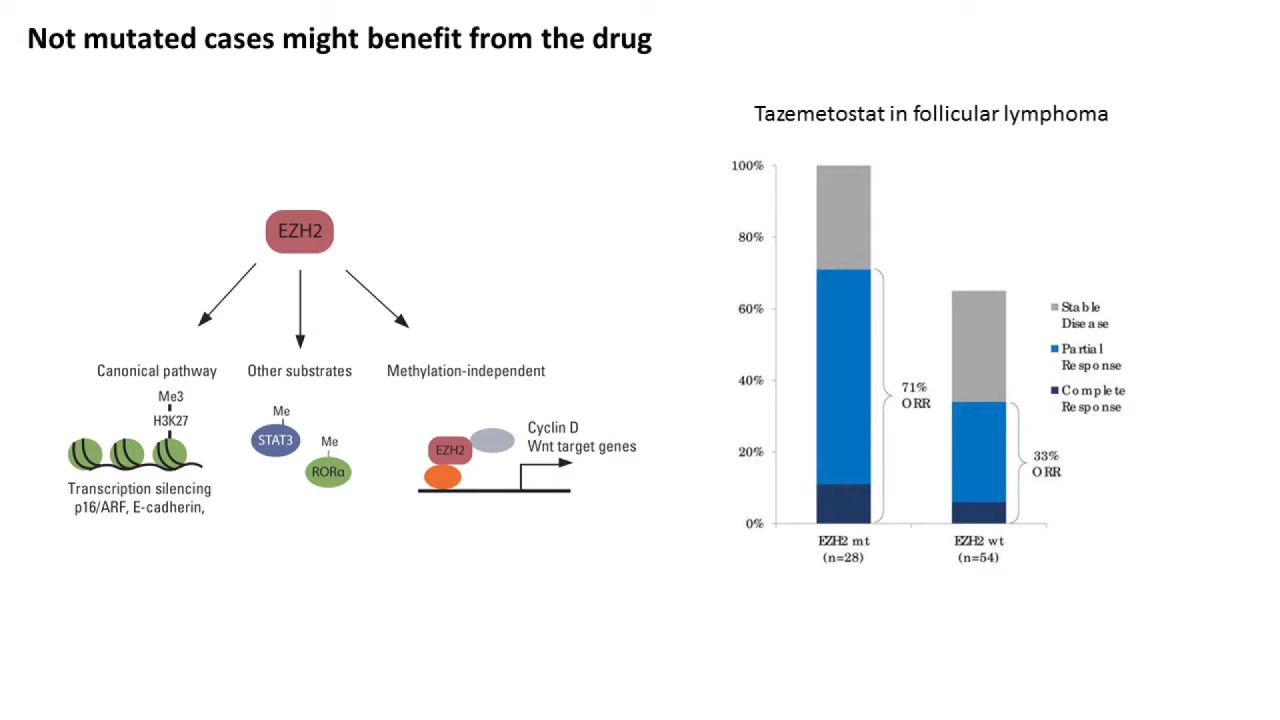 Not mutated cases might benefit from the drug
EZH2
Canonical pathway
Me3
H3K27
Transcription silencing
p16/ARF, E-cadherin,
Other substrates
Me
STAT3
Me
RORα
Methylation-independent
EZH2
Cyclin D
Wnt target genes
Tazemetostat in follicular lymphoma
100%
80%
60%
40%
20%
0%
71%
ORR
33%
ORR
EZH2 mt
(n=28)
EZH2 wt
(n=54)
Stable
Disease
Partial
Response
Complete
Response